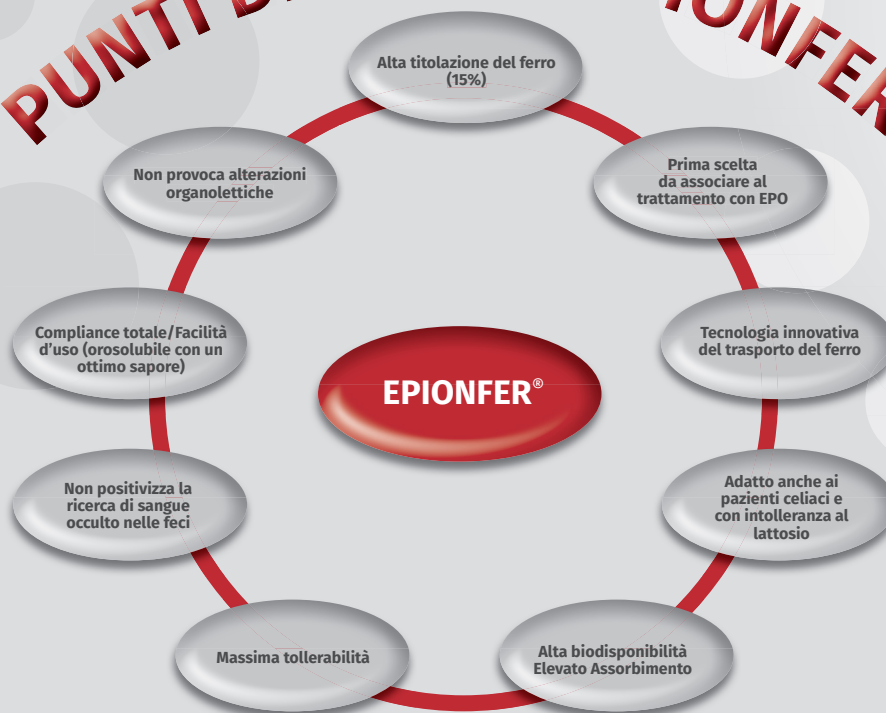 PUNTI
Alta titolazione del ferro
(15%)
Prima scelta
da associare al
trattamento con EPO
Tecnologia innovativa
del trasporto del ferro
Adatto anche ai
pazienti celiaci e
con intolleranza al
lattosio
Alta biodisponibilità
Elevato Assorbimento
Massima tollerabilità
Non positivizza la
ricerca di sangue
occulto nelle feci
Compliance totale/Facilità
d'uso (orosolubile con un
ottimo sapore)
Non provoca alterazioni
organolettiche
EPIONFER®